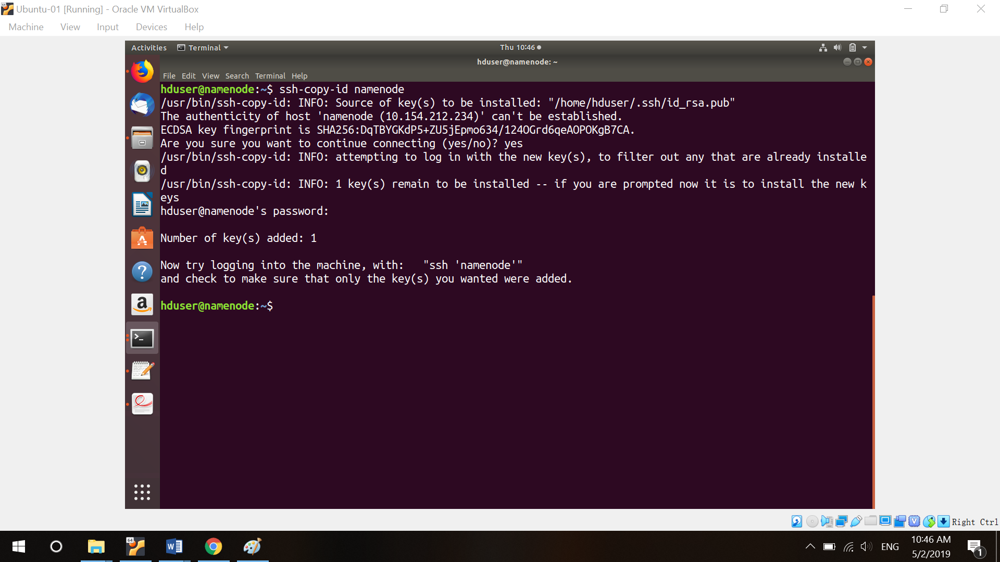 Ubuntu-01 [Running] - Oracle VM VirtualBox
Machine View Input Devices Help
Activities Terminal Thu 10:46
hduser@namenode: ~
File Edit View Search Terminal Help
hduser@namenode:~$ ssh-copy-id namenode
/usr/bin/ssh-copy-id: INFO: Source of key(s) to be installed: "/home/hduser/.ssh/id_rsa.pub"
The authenticity of host 'namenode (10.154.212.234)' can't be established.
ECDSA key fingerprint is SHA256:DqTBYGKdP5+ZU5jEpmo634/124OGrd6qeAOPOKgB7CA.
Are you sure you want to continue connecting (yes/no)? yes
/usr/bin/ssh-copy-id: INFO: attempting to log in with the new key(s), to filter out any that are already installe
d
/usr/bin/ssh-copy-id: INFO: 1 key(s) remain to be installed -- if you are prompted now it is to install the new k
eys
hduser@namenode's password:
Number of key(s) added: 1
Now try logging into the machine, with:   "ssh 'namenode'"
and check to make sure that only the key(s) you wanted were added.
hduser@namenode:~$
Right Ctrl
64
W
ENG
10:46 AM
5/2/2019
1